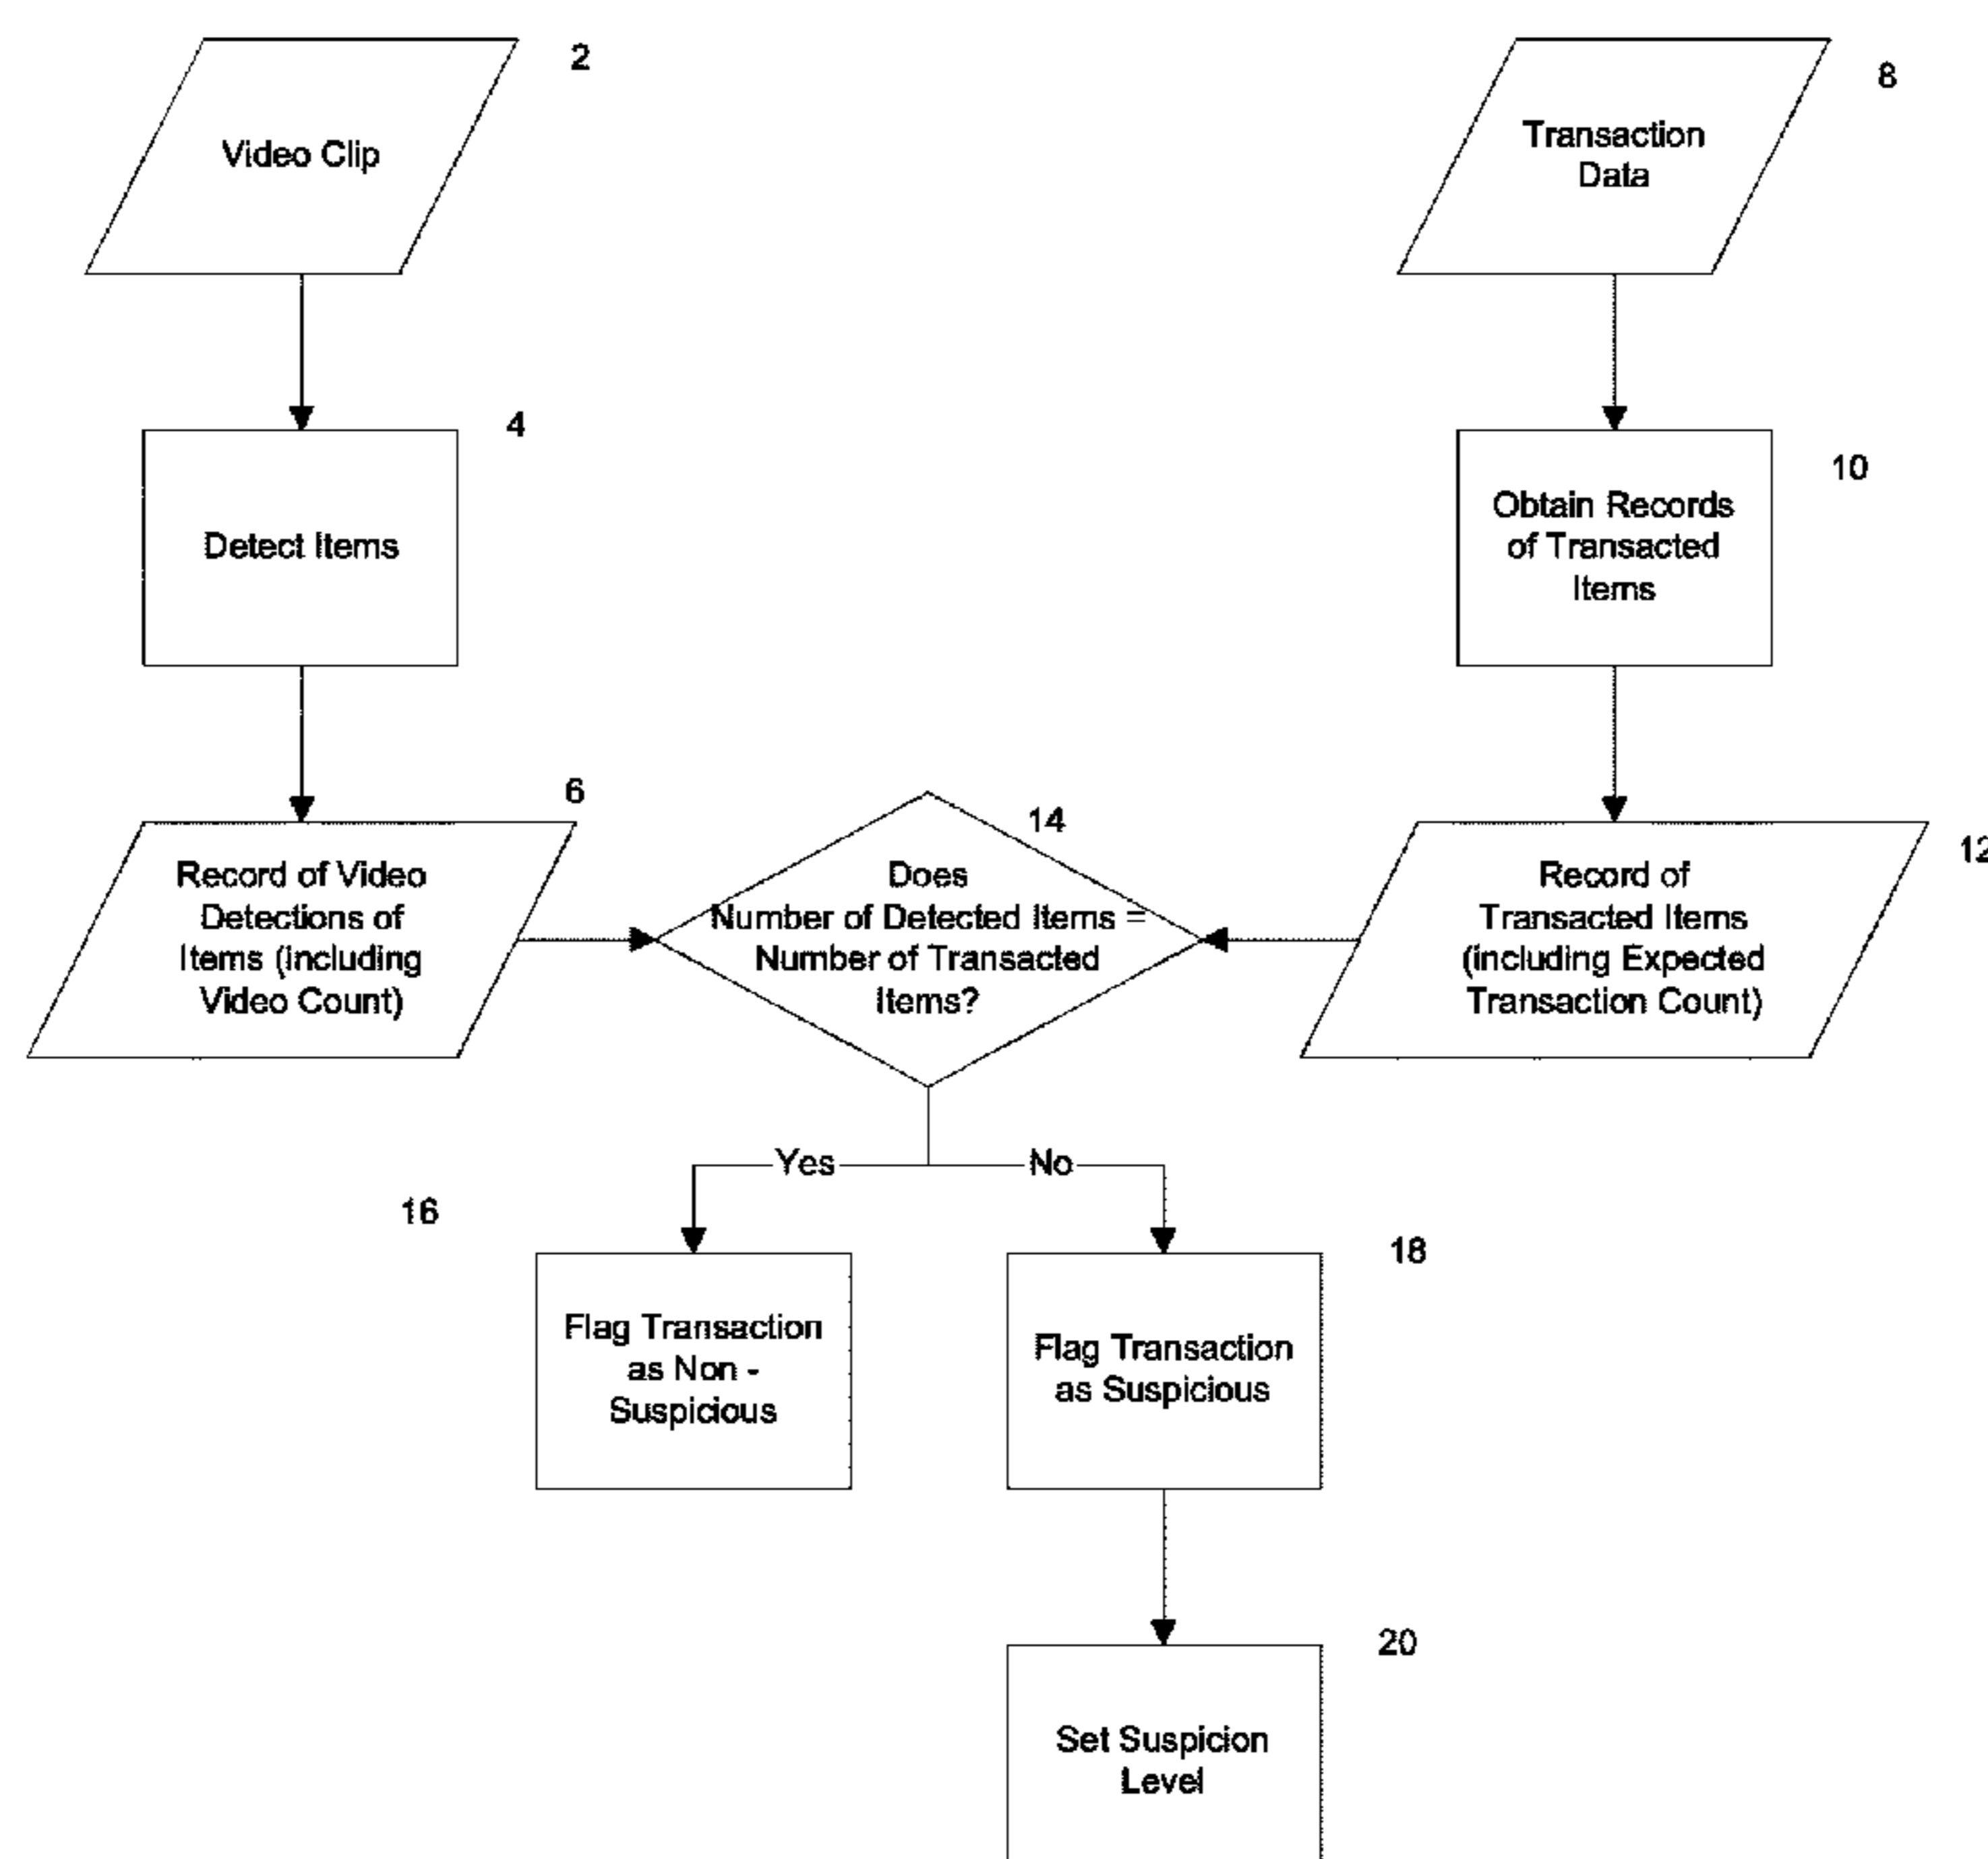 2
Video Clip
8
Transaction
Data
4
Detect Items
10
Obtain Records
of Transacted
Items
6
Record of Video
Detections of
Items (including
Video Count)
14
Does
Number of Detected Items =
Number of Transacted
Items?
12
Record of
Transacted Items
(including Expected
Transaction Count)
Yes
No
16
Flag Transaction
as Non -
Suspicious
18
Flag Transaction
as Suspicious
20
Set Suspicion
Level